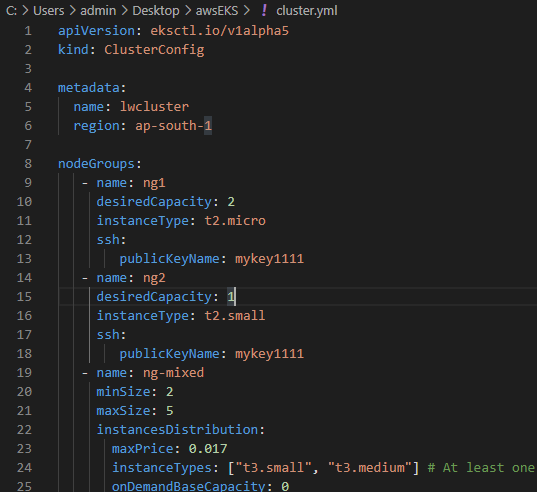 C: > Users > admin > Desktop > awsEKS > ! cluster.yml
1 apiVersion: eksctl.io/v1alpha5
2 kind: ClusterConfig
3
4 metadata:
5   name: lwcluster
6   region: ap-south-1
7
8 nodeGroups:
9    - name: ng1
10      desiredCapacity: 2
11      instanceType: t2.micro
12      ssh:
13         publicKeyName: mykey1111
14    - name: ng2
15      desiredCapacity: 1
16      instanceType: t2.small
17      ssh:
18         publicKeyName: mykey1111
19    - name: ng-mixed
20      minSize: 2
21      maxSize: 5
22      instancesDistribution:
23        maxPrice: 0.017
24        instanceTypes: ["t3.small", "t3.medium"] # At least one
25        onDemandBaseCapacity: 0